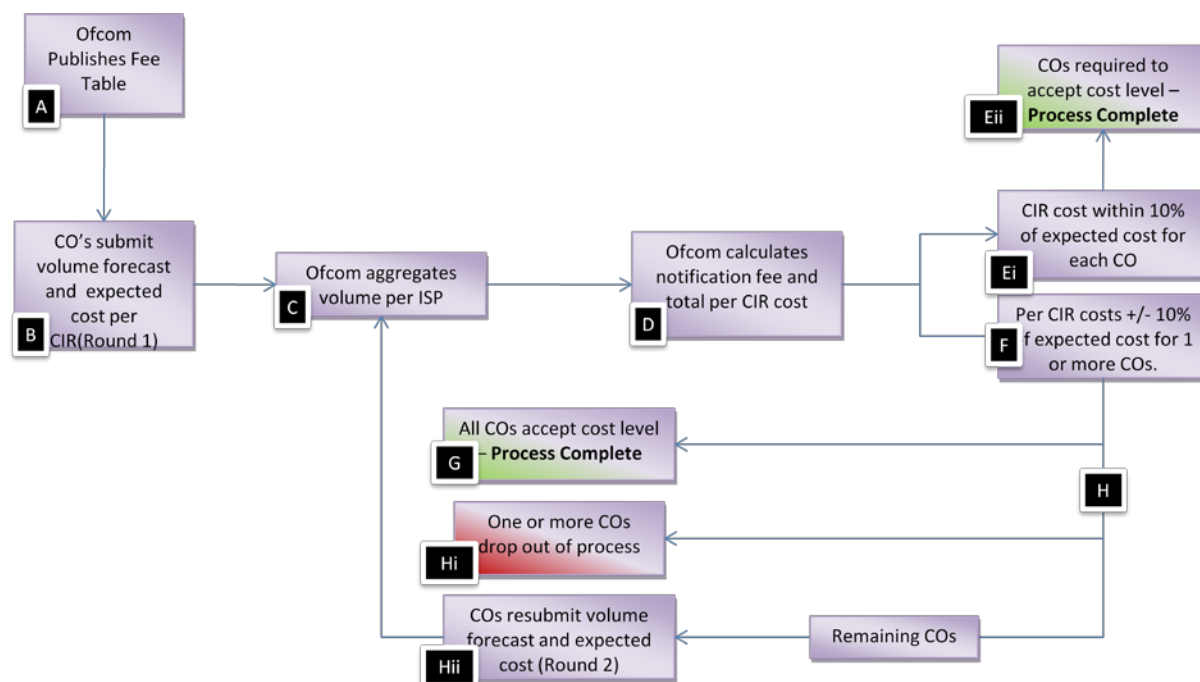 Ofcom
Publishes Fee
Table
A
CO's submit
volume forecast
and expected
cost per
CIR(Round 1)
B
Ofcom aggregates
volume per ISP
C
Ofcom calculates
notification fee and
total per CIR cost
D
COs required to
accept cost level –
Process Complete
Eii
CIR cost within 10%
of expected cost for
each CO
Ei
Per CIR costs +/- 10%
of expected cost for 1
or more COs.
F
All COs accept cost level
– Process Complete
G
H
One or more COs
drop out of process
Hi
COs resubmit volume
forecast and expected
cost (Round 2)
Hii
Remaining COs